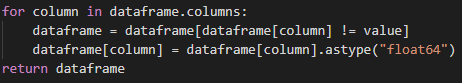 for column in dataframe.columns:
    dataframe = dataframe[dataframe[column] != value]
    dataframe[column] = dataframe[column].astype("float64")
return dataframe